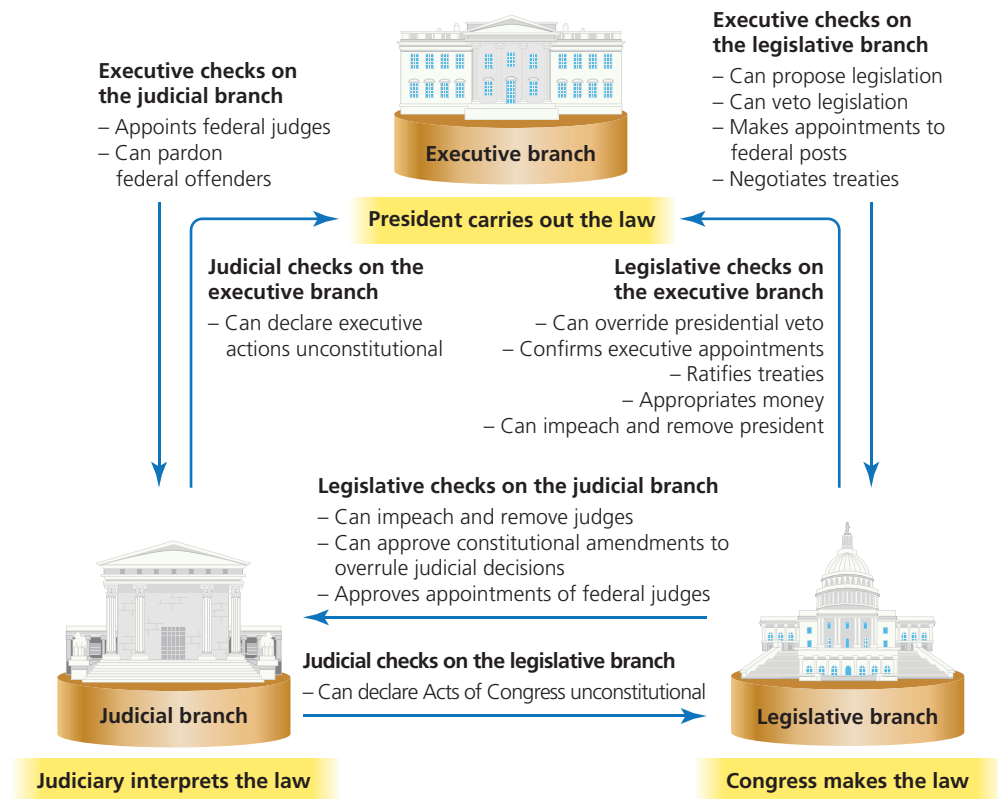 Executive checks on
the judicial branch
– Appoints federal judges
– Can pardon
federal offenders
Executive branch
Executive checks on
the legislative branch
– Can propose legislation
– Can veto legislation
– Makes appointments to
federal posts
– Negotiates treaties
President carries out the law
Judicial checks on the
executive branch
– Can declare executive
actions unconstitutional
Legislative checks on
the executive branch
– Can override presidential veto
– Confirms executive appointments
– Ratifies treaties
– Appropriates money
– Can impeach and remove president
Legislative checks on the judicial branch
– Can impeach and remove judges
– Can approve constitutional amendments to
overrule judicial decisions
– Approves appointments of federal judges
Judicial checks on the legislative branch
– Can declare Acts of Congress unconstitutional
Judicial branch
Legislative branch
Judiciary interprets the law
Congress makes the law